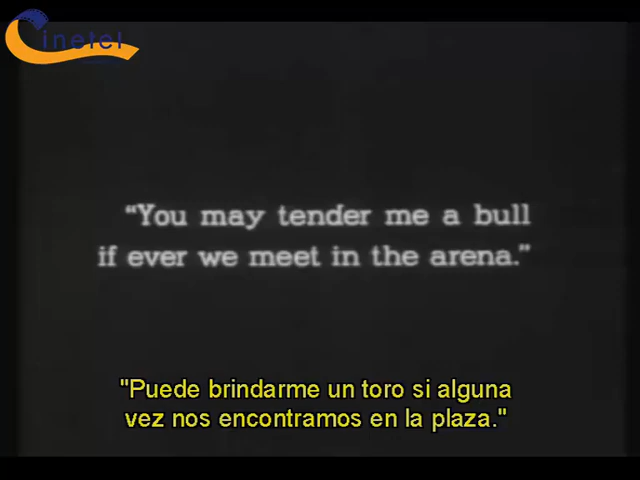 Cinetel
“You may tender me a bull
if ever we meet in the arena.”
"Puede brindarme un toro si alguna
vez nos encontramos en la plaza."